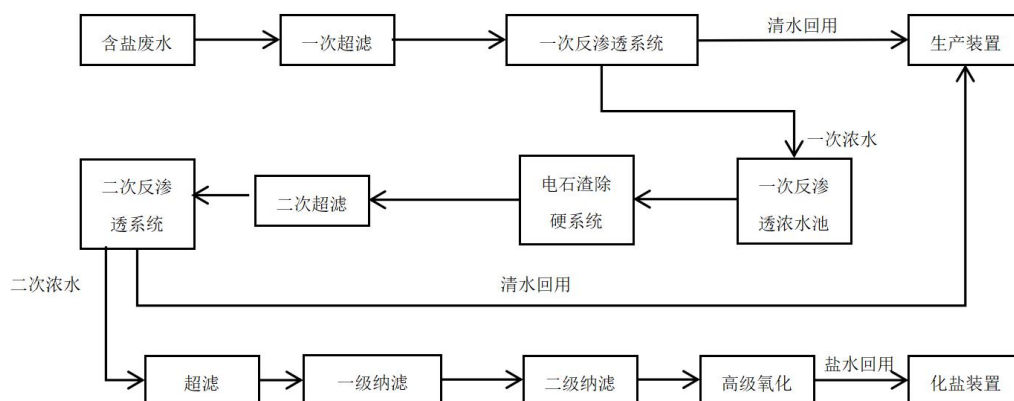 含盐废水
一次超滤
一次反渗透系统
清水回用
生产装置
一次浓水
二次反渗
透系统
二次超滤
电石渣除
硬系统
一次反渗
透浓水池
二次浓水
清水回用
超滤
一级纳滤
二级纳滤
高级氧化
盐水回用
化盐装置